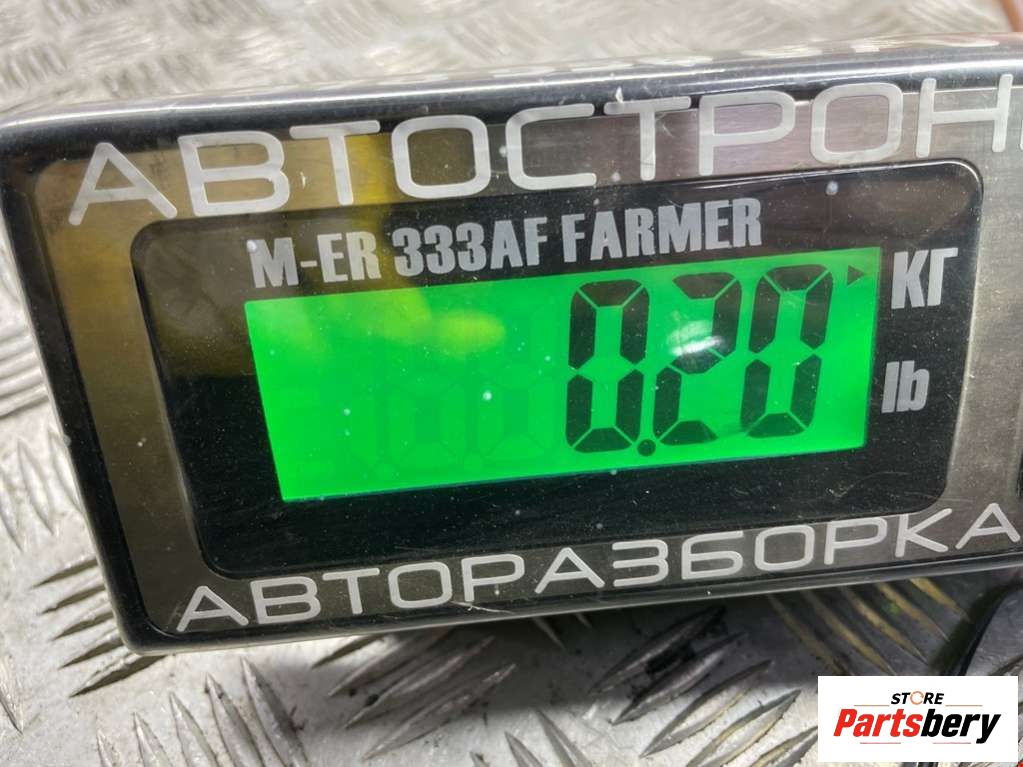 АВТОСТРОН
M-ER 333AF FARMER
0.20
КГ
lb
АВТОРАЗБОРКА
STORE
Partsbery